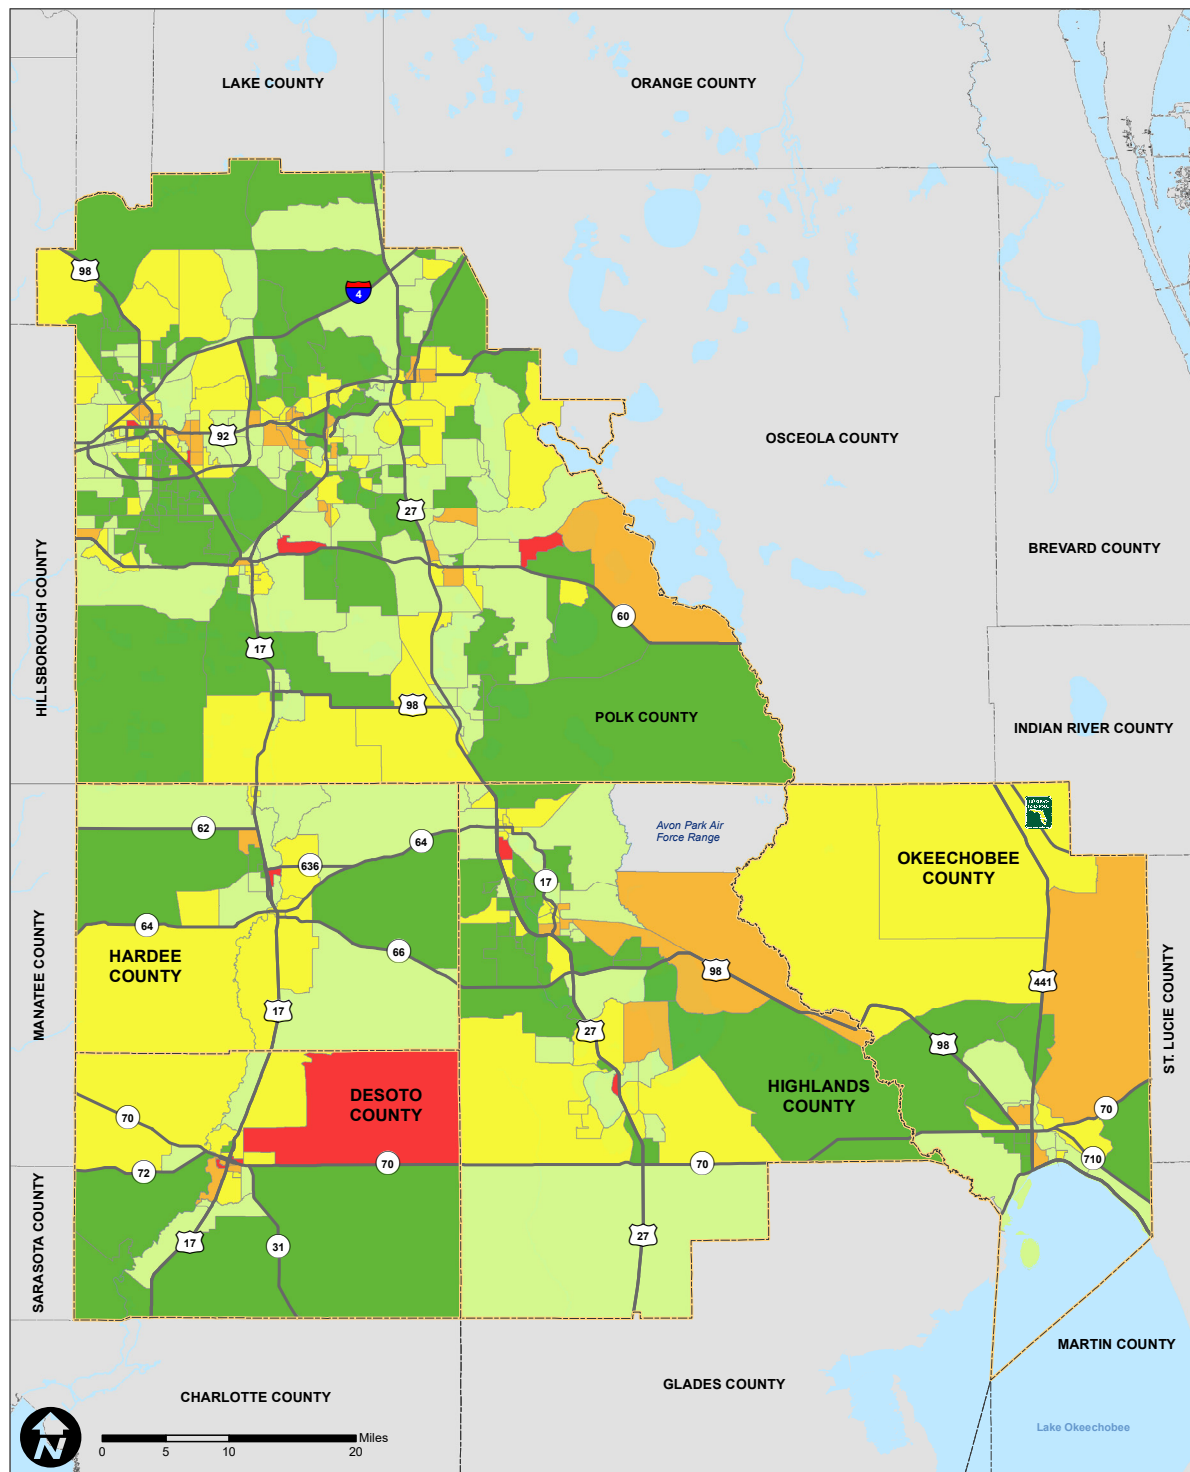 LAKE COUNTY
ORANGE COUNTY
98
4
92
OSCEOLA COUNTY
27
BREVARD COUNTY
HILLSBOROUGH COUNTY
60
17
98
POLK COUNTY
INDIAN RIVER COUNTY
62
64
636
Avon Park Air
Force Range
OKEECHOBEE
COUNTY
17
64
66
HARDEE
COUNTY
MANATEE COUNTY
98
441
ST. LUCIE COUNTY
17
27
98
DESOTO
COUNTY
HIGHLANDS
COUNTY
70
70
72
70
70
710
SARASOTA COUNTY
17
31
27
MARTIN COUNTY
GLADES COUNTY
CHARLOTTE COUNTY
Lake Okeechobee
N
Miles
0 5 10 20